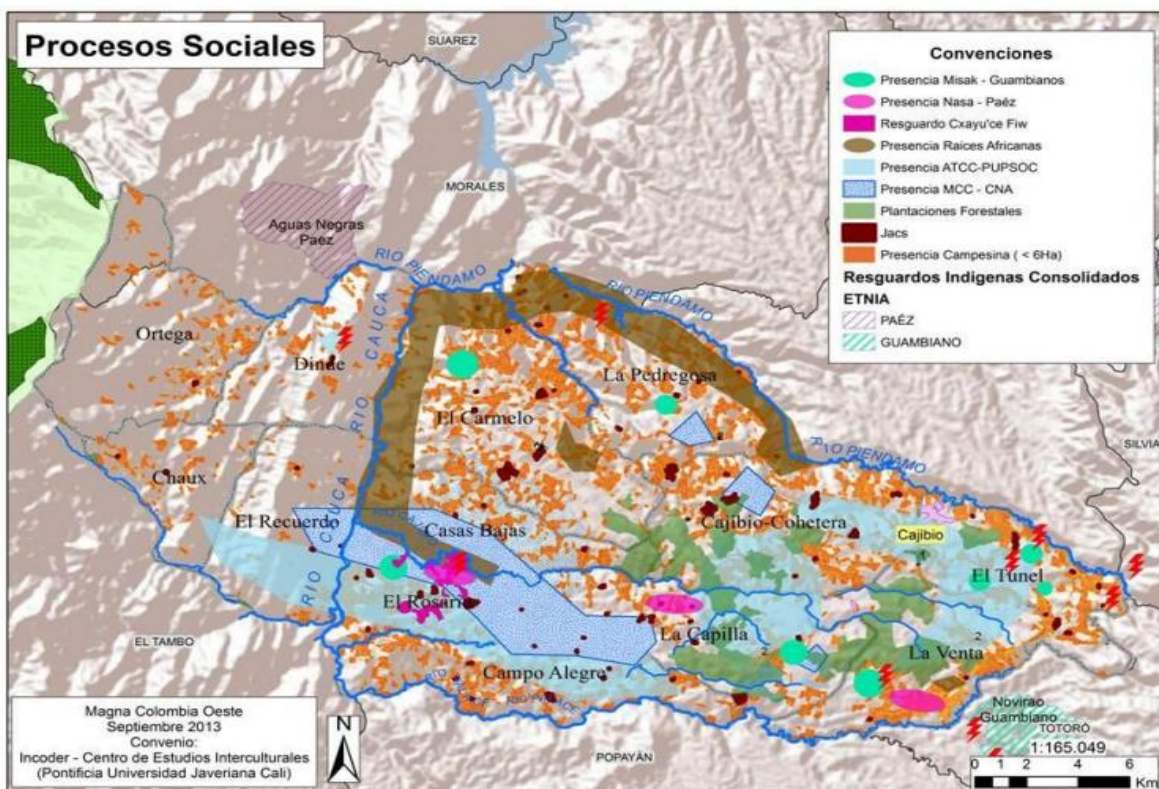 Procesos Sociales
SUAREZ
MORALES
Aguas Negras
Paéz
RIO PIENDAMO
RIO PIENDAMO
RIO PIENDAMO
RIO CAUCA
RIO CAUCA
Ortega
Dinde
La Pedregosa
El Carmelo
Chaux
El Recuerdo
Casas Bajas
Cajibio-Cohetera
Cajibio
El Tunel
El Rosario
La Capilla
La Venta
Campo Alegre
2
2
SILVIA
EL TAMBO
POPAYÁN
Novirao
Guambiano
TOTORÓ
Convenciones
Presencia Misak - Guambianos
Presencia Nasa - Paéz
Resguardo Cxayu'ce Fiw
Presencia Raices Africanas
Presencia ATCC-PUPSOC
Presencia MCC - CNA
Plantaciones Forestales
Jacs
Presencia Campesina ( < 6Ha)
Resguardos Indigenas Consolidados
ETNIA
PAÉZ
GUAMBIANO
Magna Colombia Oeste
Septiembre 2013
Convenio:
Incoder - Centro de Estudios Interculturales
(Pontificia Universidad Javeriana Cali)
N
1:165.049
0 1 2 4 6
Km